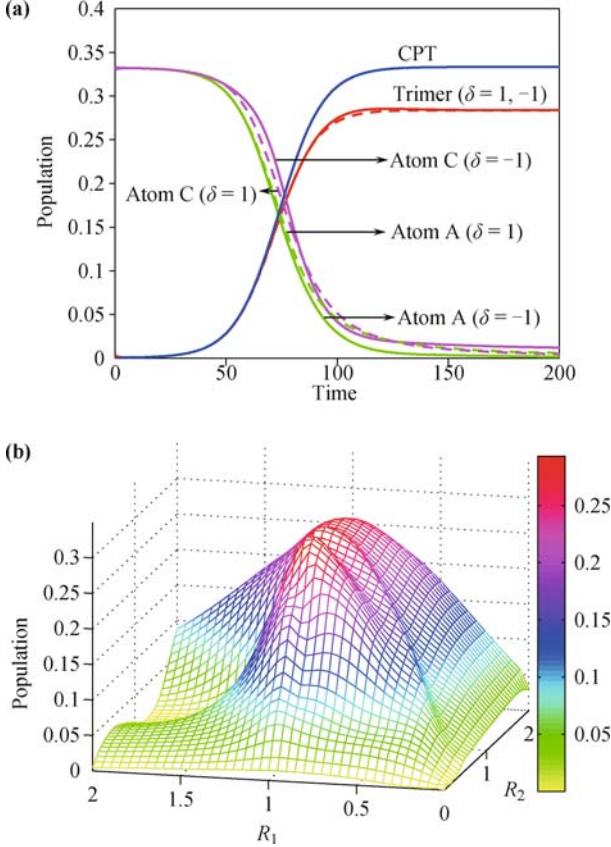 (a)
0.4
0.35
0.3
0.25
0.2
0.15
0.1
0.05
0
Population
CPT
Trimer (δ = 1, −1)
Atom C (δ = −1)
Atom C (δ = 1)
Atom A (δ = 1)
Atom A (δ = −1)
0 50 100 150 200
Time
(b)
0.3
0.25
0.2
0.15
0.1
0.05
0
Population
2 1.5 1 0.5 0
R₁
0 1 2
R₂
0.25
0.20
0.15
0.1
0.05